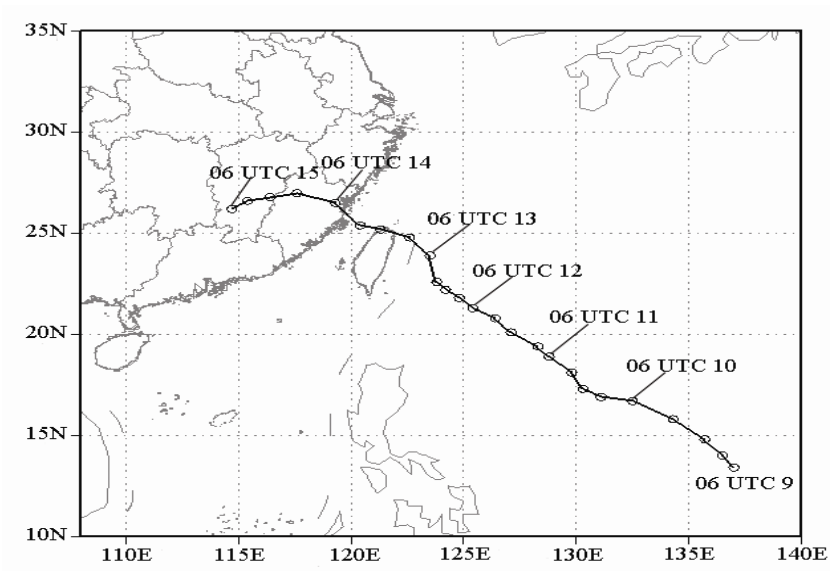 35N
30N
25N
20N
15N
10N
06 UTC 15
06 UTC 14
06 UTC 13
06 UTC 12
06 UTC 11
06 UTC 10
06 UTC 9
110E
115E
120E
125E
130E
135E
140E